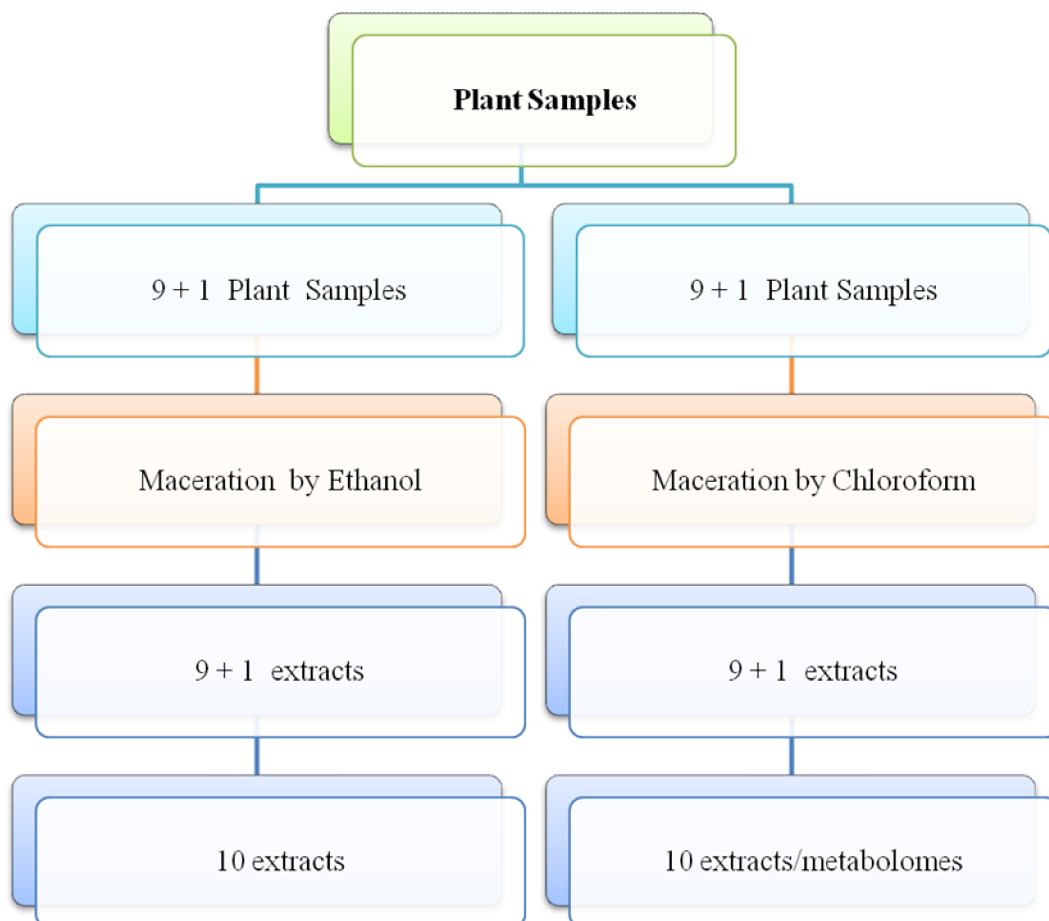 Plant Samples
9 + 1 Plant Samples
9 + 1 Plant Samples
Maceration by Ethanol
Maceration by Chloroform
9 + 1 extracts
9 + 1 extracts
10 extracts
10 extracts/metabolomes